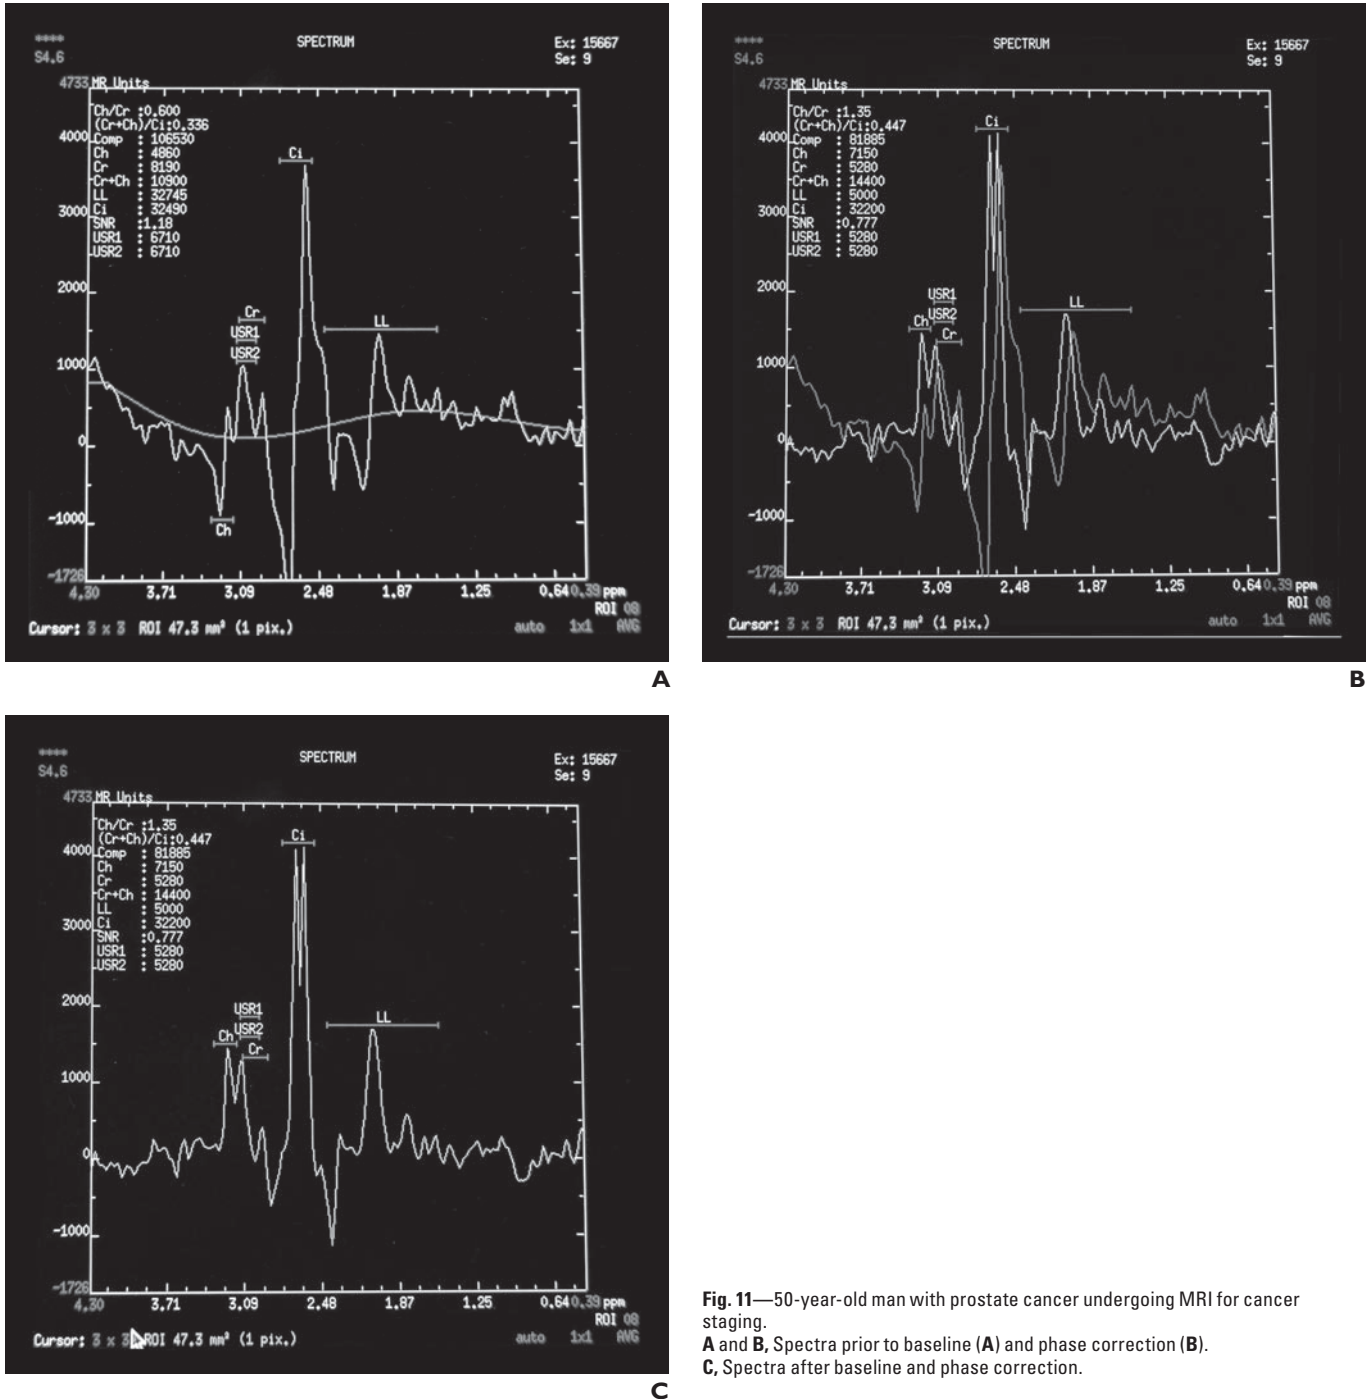 ****
S4.6
SPECTRUM
Ex: 15667
Se: 9
4733 MR Units
Ch/Cr :0.600
(Cr+Ch)/Ci:0.336
Comp : 106530
Ch : 4860
Cr : 8190
Cr+Ch : 10900
LL : 32745
Ci : 32490
SNR :1.18
USR1 : 6710
USR2 : 6710
4000
3000
2000
1000
0
-1000
-1726
Ci
Cr
USR1
USR2
LL
Ch
4.30 3.71 3.09 2.48 1.87 1.25 0.64 0.39 ppm
ROI 08
Cursor: 3 x 3 ROI 47.3 mm² (1 pix.) auto 1x1 AVG
A
****
S4.6
SPECTRUM
Ex: 15667
Se: 9
4733 MR Units
Ch/Cr :1.35
(Cr+Ch)/Ci:0.447
Comp : 81885
Ch : 7150
Cr : 5280
Cr+Ch : 14400
LL : 5000
Ci : 32200
SNR :0.777
USR1 : 5280
USR2 : 5280
4000
3000
2000
1000
0
-1000
-1726
Ci
USR1
Ch USR2
Cr
LL
4.30 3.71 3.09 2.48 1.87 1.25 0.64 0.39 ppm
ROI 08
Cursor: 3 x 3 ROI 47.3 mm² (1 pix.) auto 1x1 AVG
B
****
S4.6
SPECTRUM
Ex: 15667
Se: 9
4733 MR Units
Ch/Cr :1.35
(Cr+Ch)/Ci:0.447
Comp : 81885
Ch : 7150
Cr : 5280
Cr+Ch : 14400
LL : 5000
Ci : 32200
SNR :0.777
USR1 : 5280
USR2 : 5280
4000
3000
2000
1000
0
-1000
-1726
Ci
USR1
Ch USR2
Cr
LL
4.30 3.71 3.09 2.48 1.87 1.25 0.64 0.39 ppm
ROI 08
Cursor: 3 x 3 ROI 47.3 mm² (1 pix.) auto 1x1 AVG
C
Fig. 11—50-year-old man with prostate cancer undergoing MRI for cancer
staging.
A and B, Spectra prior to baseline (A) and phase correction (B).
C, Spectra after baseline and phase correction.